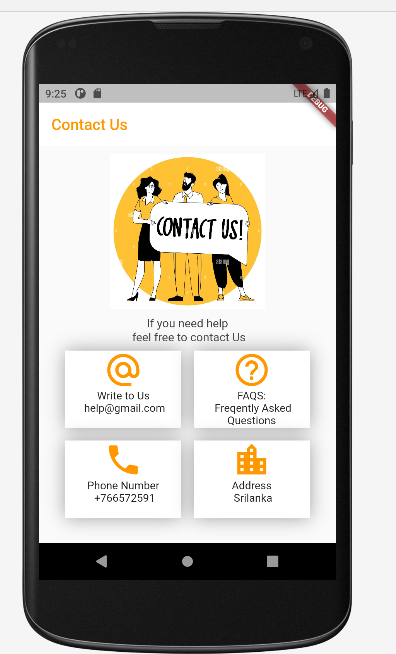 9:25
LTE
DEBUG
Contact Us
CONTACT US!
If you need help
feel free to contact Us
Write to Us
help@gmail.com
FAQS:
Freqently Asked
Questions
Phone Number
+766572591
Address
Srilanka